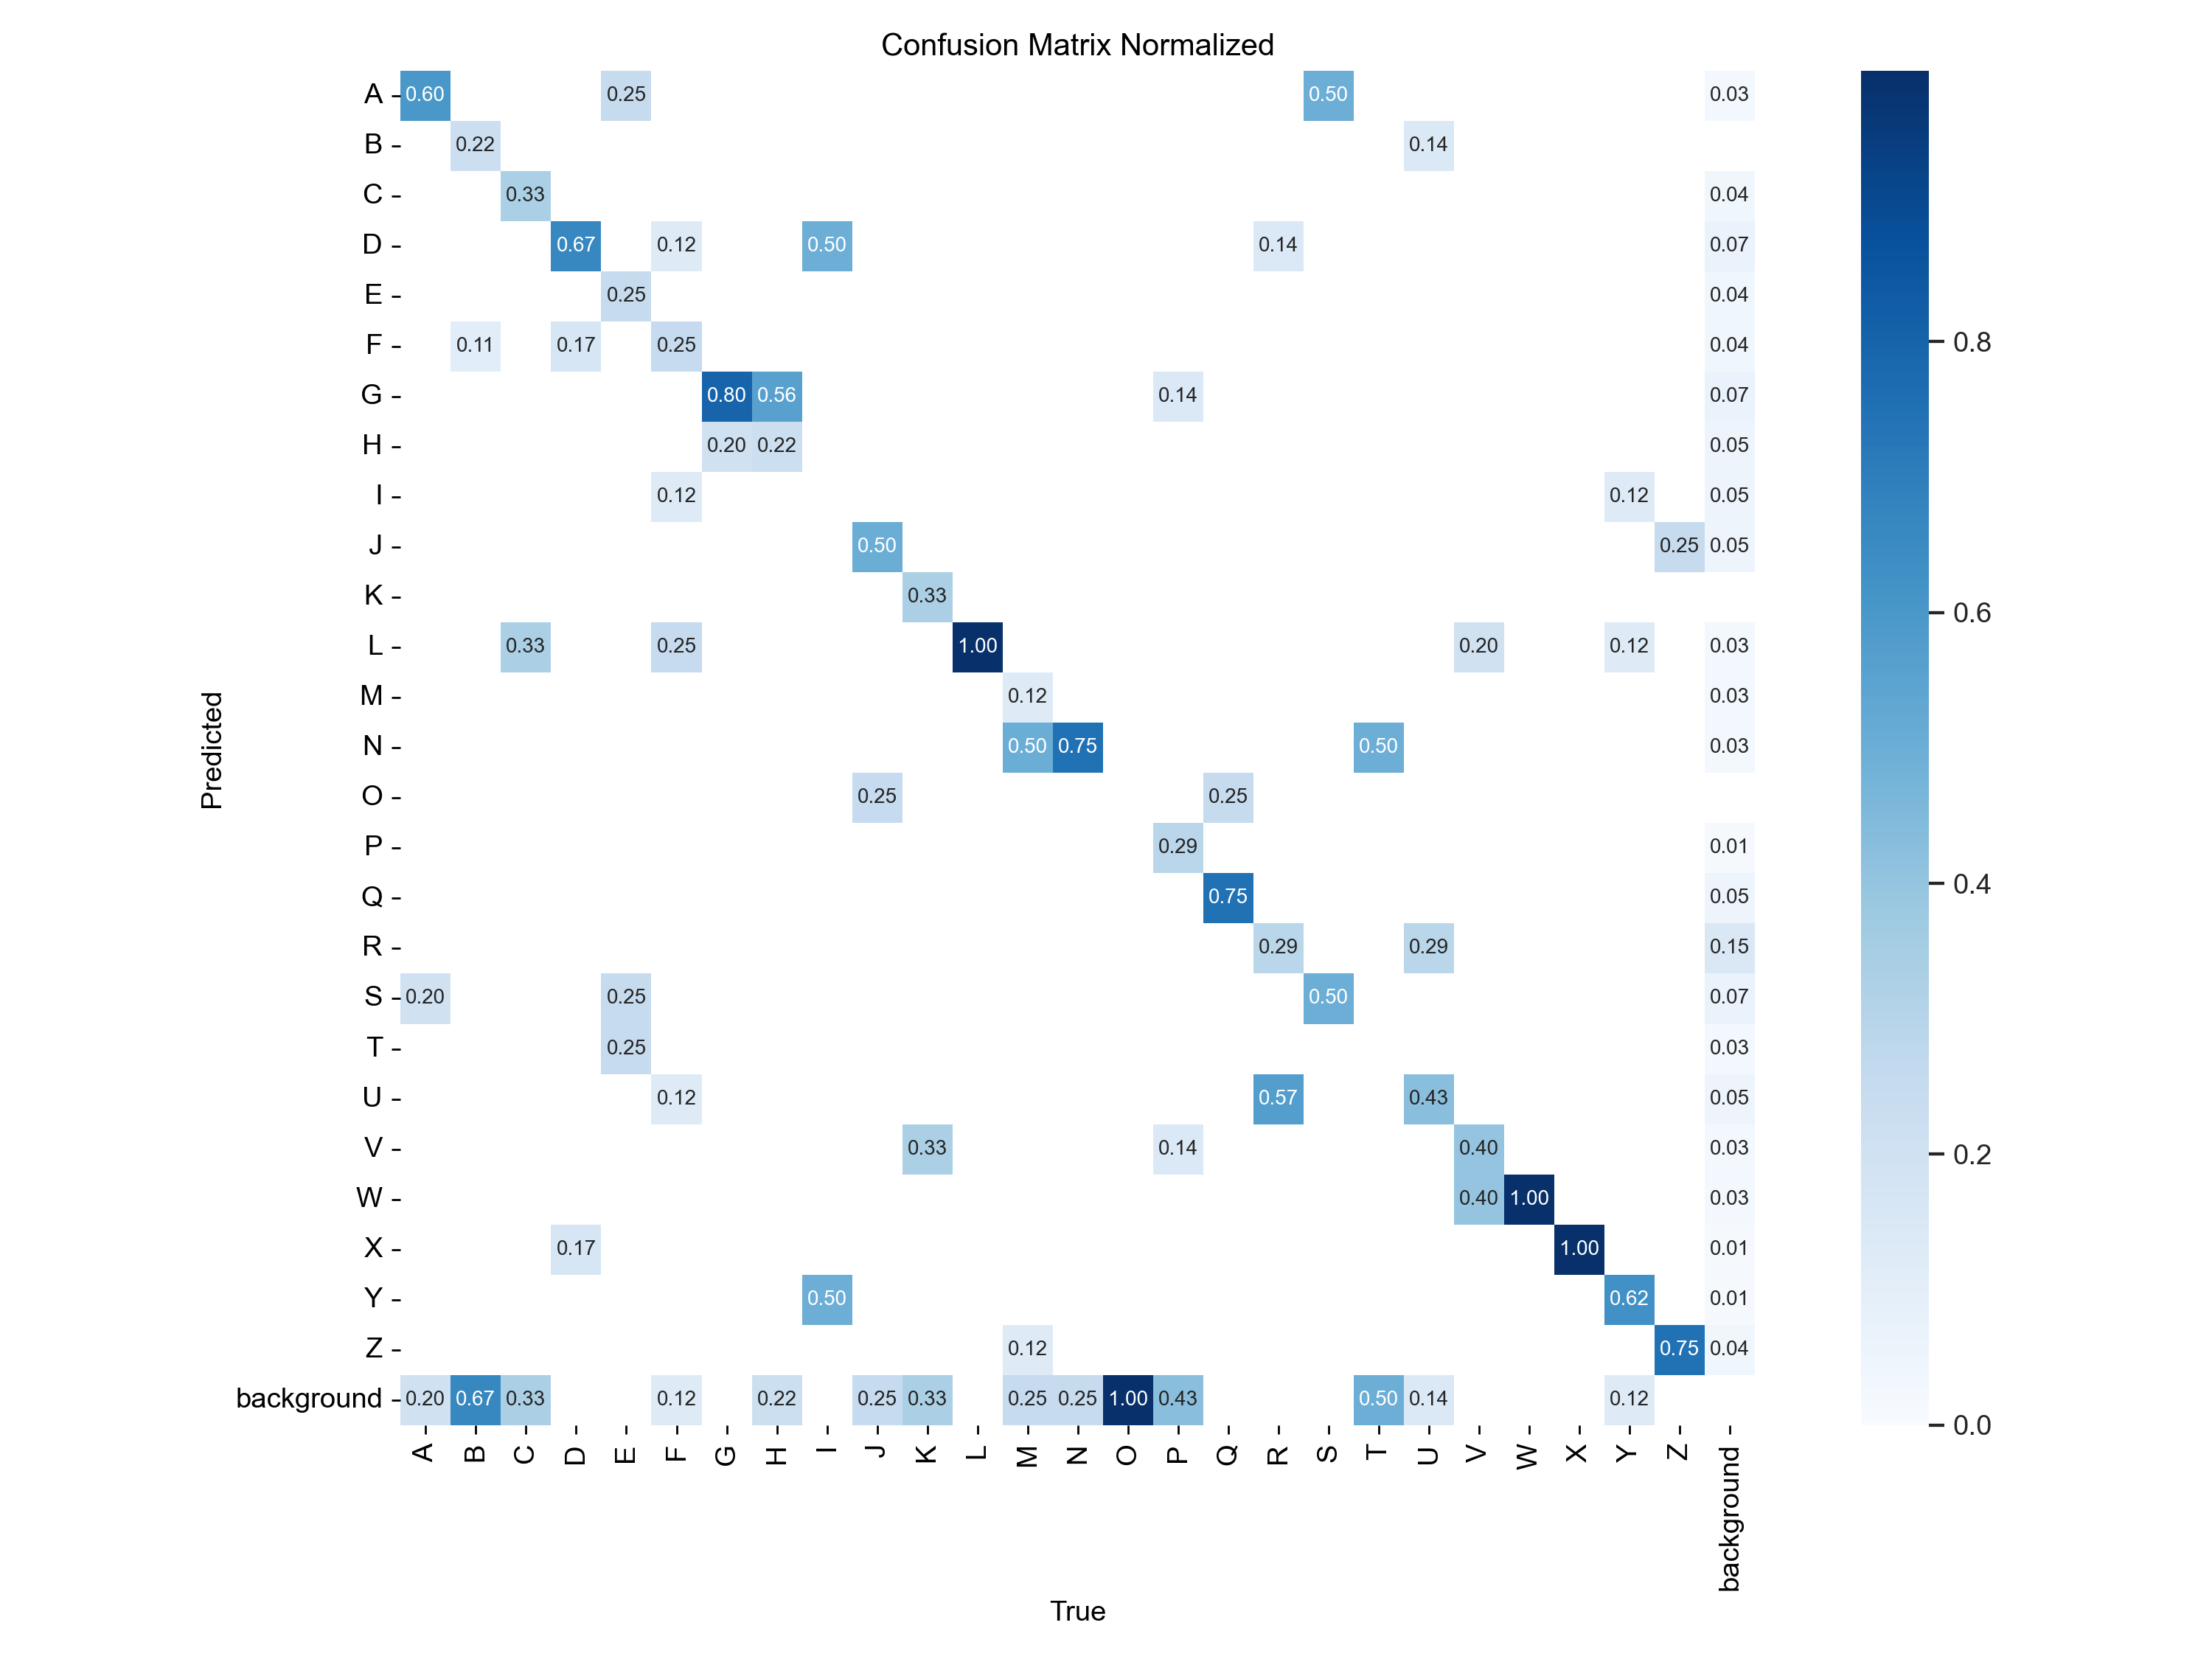 Confusion Matrix Normalized
A 0.60 0.25 0.50 0.03
B 0.22 0.14
C 0.33 0.04
D 0.67 0.12 0.50 0.14 0.07
E 0.25 0.04
F 0.11 0.17 0.25 0.04
G 0.80 0.56 0.14 0.07
H 0.20 0.22 0.05
I 0.12 0.12 0.05
J 0.50 0.25 0.05
K 0.33
L 0.33 0.25 1.00 0.20 0.12 0.03
M 0.12 0.03
N 0.50 0.75 0.50 0.03
O 0.25 0.25
P 0.29 0.01
Q 0.75 0.05
R 0.29 0.29 0.15
S 0.20 0.25 0.50 0.07
T 0.25 0.03
U 0.12 0.57 0.43 0.05
V 0.33 0.14 0.40 0.03
W 0.40 1.00 0.03
X 0.17 1.00 0.01
Y 0.50 0.62 0.01
Z 0.12 0.75 0.04
background 0.20 0.67 0.33 0.12 0.22 0.25 0.33 0.25 0.25 1.00 0.43 0.50 0.14 0.12
A B C D E F G H I J K L M N O P Q R S T U V W X Y Z background
True
Predicted
0.8
0.6
0.4
0.2
0.0